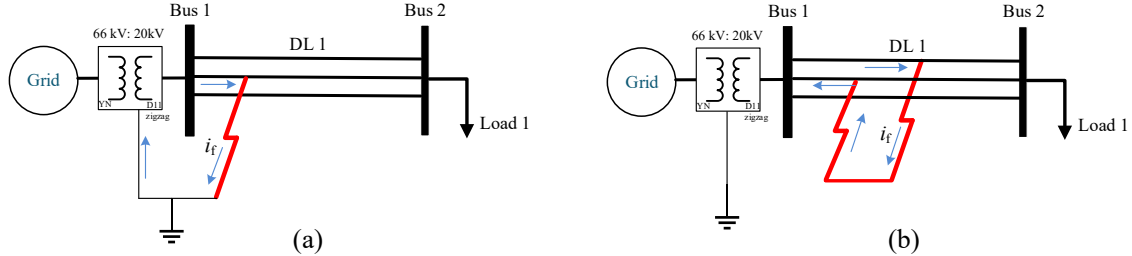 Bus 1
Bus 2
66 kV: 20kV
DL 1
Grid
YN
D11
zigzag
i_f
Load 1
(a)
Bus 1
Bus 2
66 kV: 20kV
DL 1
Grid
YN
D11
zigzag
i_f
Load 1
(b)